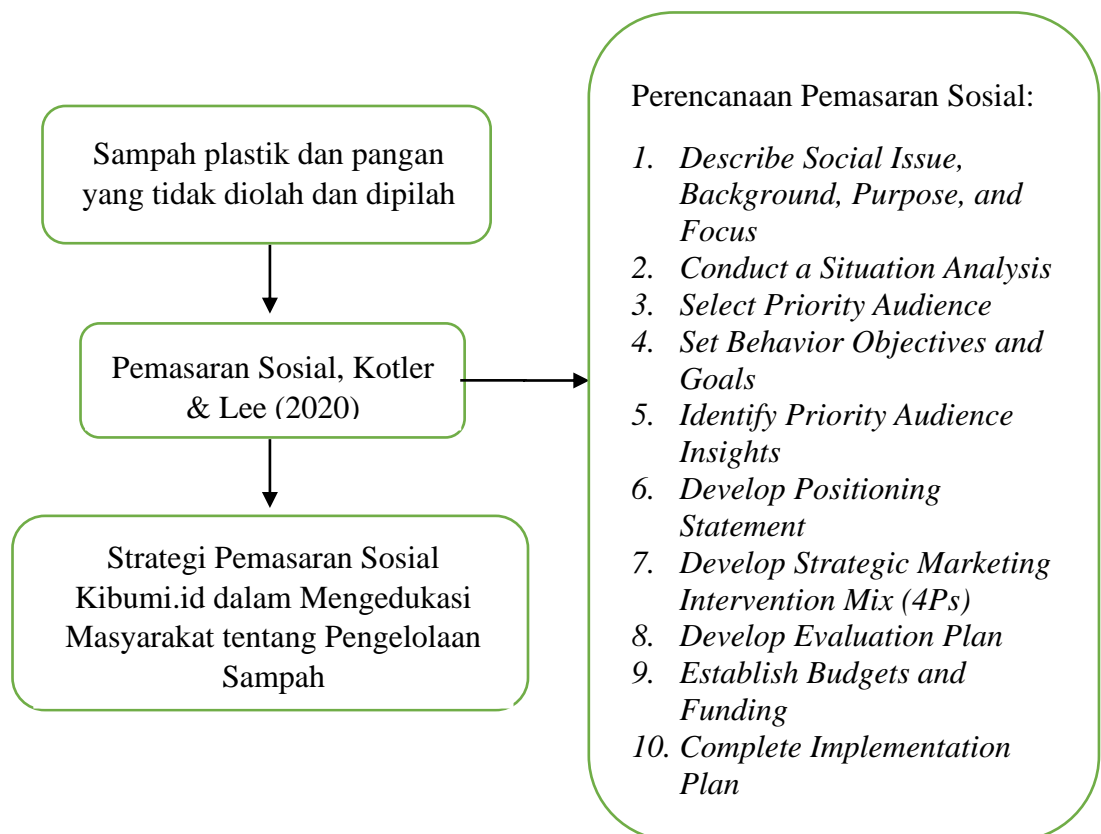 Sampah plastik dan pangan
yang tidak diolah dan dipilah
Pemasaran Sosial, Kotler
& Lee (2020)
Strategi Pemasaran Sosial
Kibumi.id dalam Mengedukasi
Masyarakat tentang Pengelolaan
Sampah
Perencanaan Pemasaran Sosial:
1. Describe Social Issue,
Background, Purpose, and
Focus
2. Conduct a Situation Analysis
3. Select Priority Audience
4. Set Behavior Objectives and
Goals
5. Identify Priority Audience
Insights
6. Develop Positioning
Statement
7. Develop Strategic Marketing
Intervention Mix (4Ps)
8. Develop Evaluation Plan
9. Establish Budgets and
Funding
10. Complete Implementation
Plan